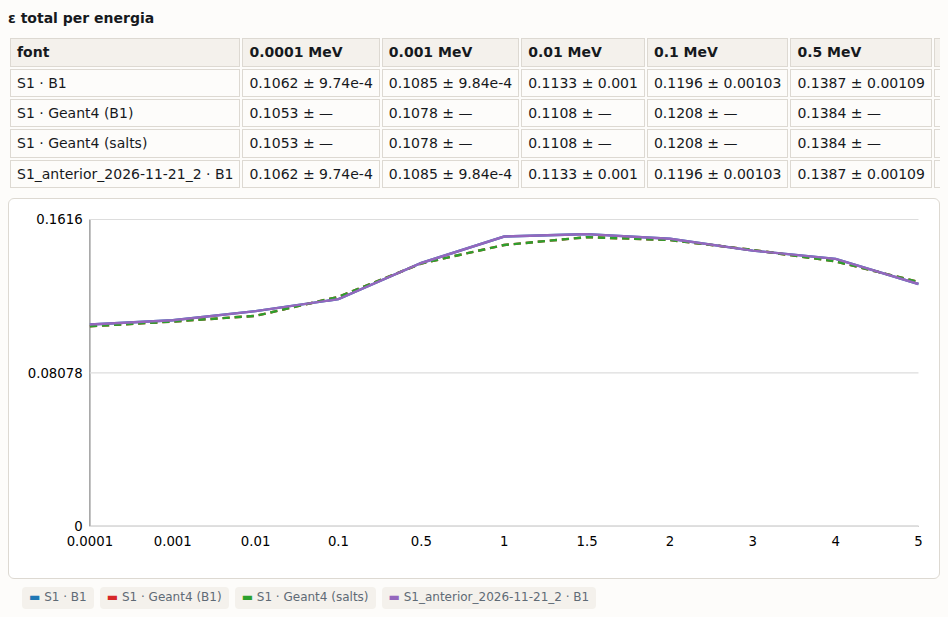 ε total per energia
font 0.0001 MeV 0.001 MeV 0.01 MeV 0.1 MeV 0.5 MeV
S1 · B1 0.1062 ± 9.74e-4 0.1085 ± 9.84e-4 0.1133 ± 0.001 0.1196 ± 0.00103 0.1387 ± 0.00109
S1 · Geant4 (B1) 0.1053 ± — 0.1078 ± — 0.1108 ± — 0.1208 ± — 0.1384 ± —
S1 · Geant4 (salts) 0.1053 ± — 0.1078 ± — 0.1108 ± — 0.1208 ± — 0.1384 ± —
S1_anterior_2026-11-21_2 · B1 0.1062 ± 9.74e-4 0.1085 ± 9.84e-4 0.1133 ± 0.001 0.1196 ± 0.00103 0.1387 ± 0.00109
0.1616
0.08078
0
0.0001 0.001 0.01 0.1 0.5 1 1.5 2 3 4 5
S1 · B1 S1 · Geant4 (B1) S1 · Geant4 (salts) S1_anterior_2026-11-21_2 · B1